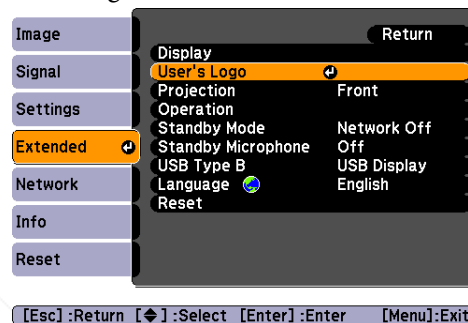 Image
Signal
Settings
Extended
Network
Info
Reset
Return
Display
User's Logo
Projection Front
Operation
Standby Mode Network Off
Standby Microphone Off
USB Type B USB Display
Language English
Reset
[Esc] :Return [ ] :Select [Enter] :Enter [Menu] :Exit